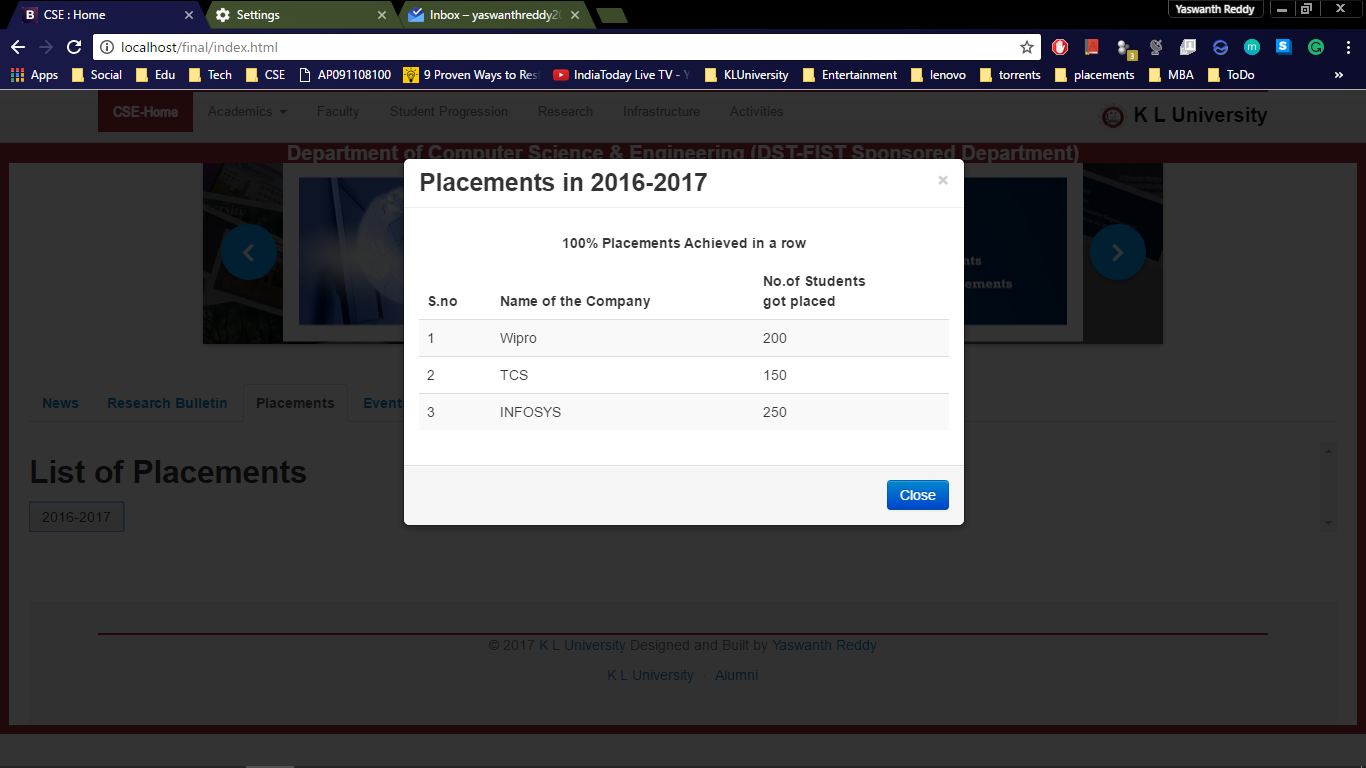 CSE : Home
Settings
Inbox – yaswanthreddy20
Yaswanth Reddy
localhost/final/index.html
3
Apps Social Edu Tech CSE AP091108100 9 Proven Ways to Rest IndiaToday Live TV - Y KLUniversity Entertainment lenovo torrents placements MBA ToDo »
CSE-Home Academics Faculty Student Progression Research Infrastructure Activities K L University
Department of Computer Science & Engineering (DST-FIST Sponsored Department)
Placements in 2016-2017 ×
100% Placements Achieved in a row
S.no Name of the Company No.of Students
got placed
1 Wipro 200
2 TCS 150
3 INFOSYS 250
Close
News Research Bulletin Placements Event
List of Placements
2016-2017
© 2017 K L University Designed and Built by Yaswanth Reddy
K L University · Alumni